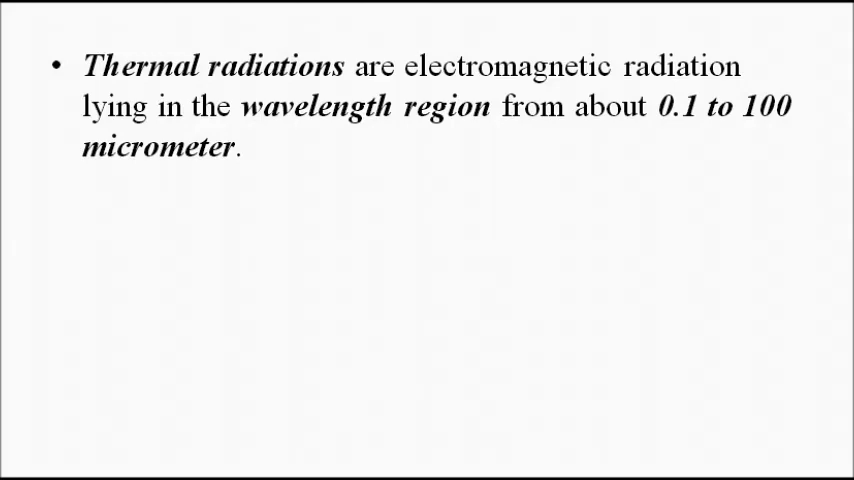 • Thermal radiations are electromagnetic radiation
lying in the wavelength region from about 0.1 to 100
micrometer.